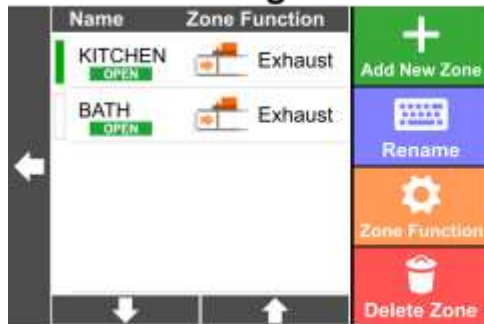 Name Zone Function
KITCHEN Exhaust
OPEN
BATH Exhaust
OPEN
Add New Zone
Rename
Zone Function
Delete Zone